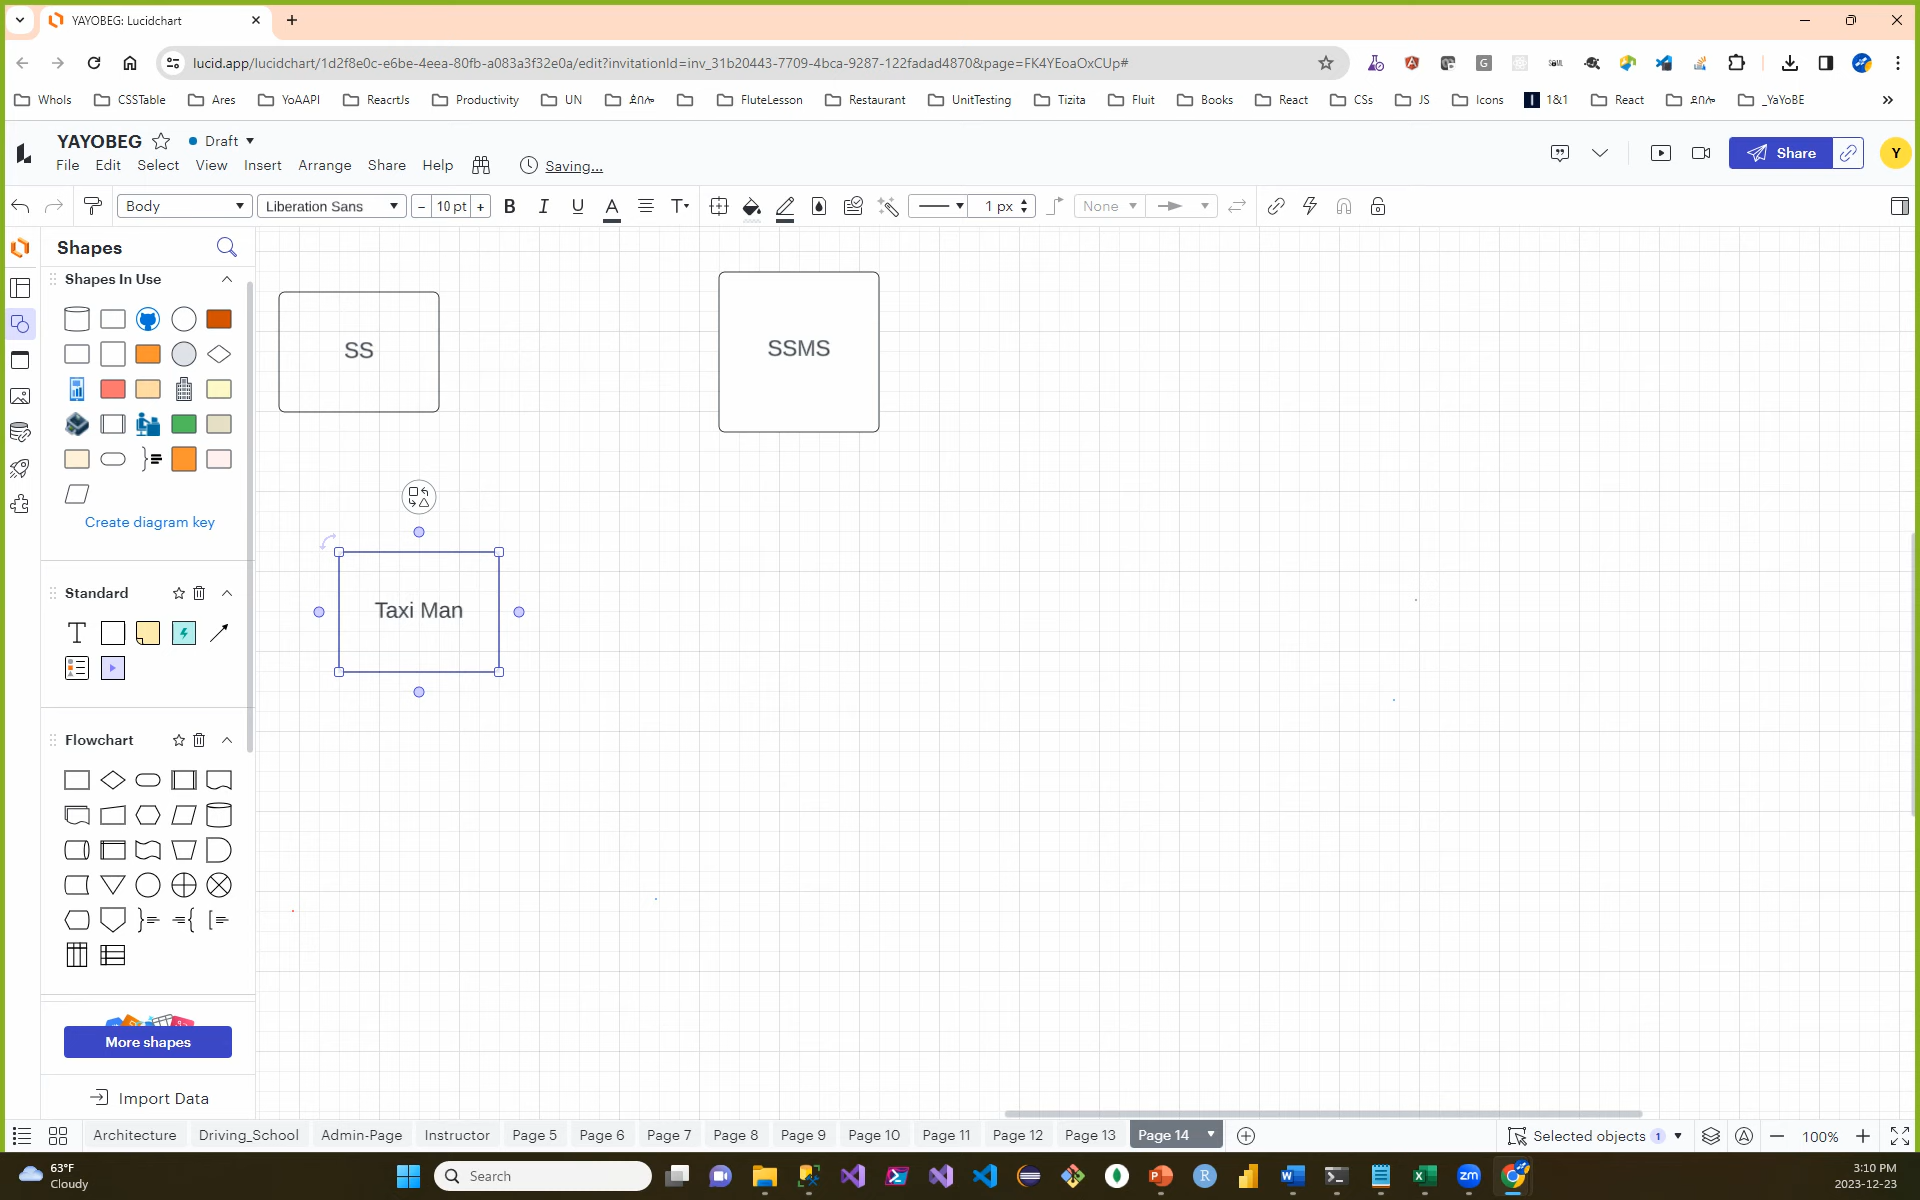 YAYOBEG: Lucidchart
lucid.app/lucidchart/1d2f8e0c-e6be-4eea-80fb-a083a3f32e0a/edit?invitationId=inv_31b20443-7709-4bca-9287-122fadad4870&page=FK4YEoaOxCUp#
WhoIs
CSSTable
Ares
YoAAPI
ReacrtJs
Productivity
UN
FluteLesson
Restaurant
UnitTesting
Tizita
Fluit
Books
React
CSs
JS
Icons
1&1
React
_YaYoBE
YAYOBEG
Draft
File Edit Select View Insert Arrange Share Help
Saving...
Share
Y
Body
Liberation Sans
- 10 pt +
B I U A T
1 px
None
Shapes
Shapes In Use
Create diagram key
Standard
T
Flowchart
More shapes
Import Data
SS
SSMS
Taxi Man
Architecture
Driving_School
Admin-Page
Instructor
Page 5
Page 6
Page 7
Page 8
Page 9
Page 10
Page 11
Page 12
Page 13
Page 14
Selected objects 1
100%
63°F
Cloudy
Search
3:10 PM
2023-12-23